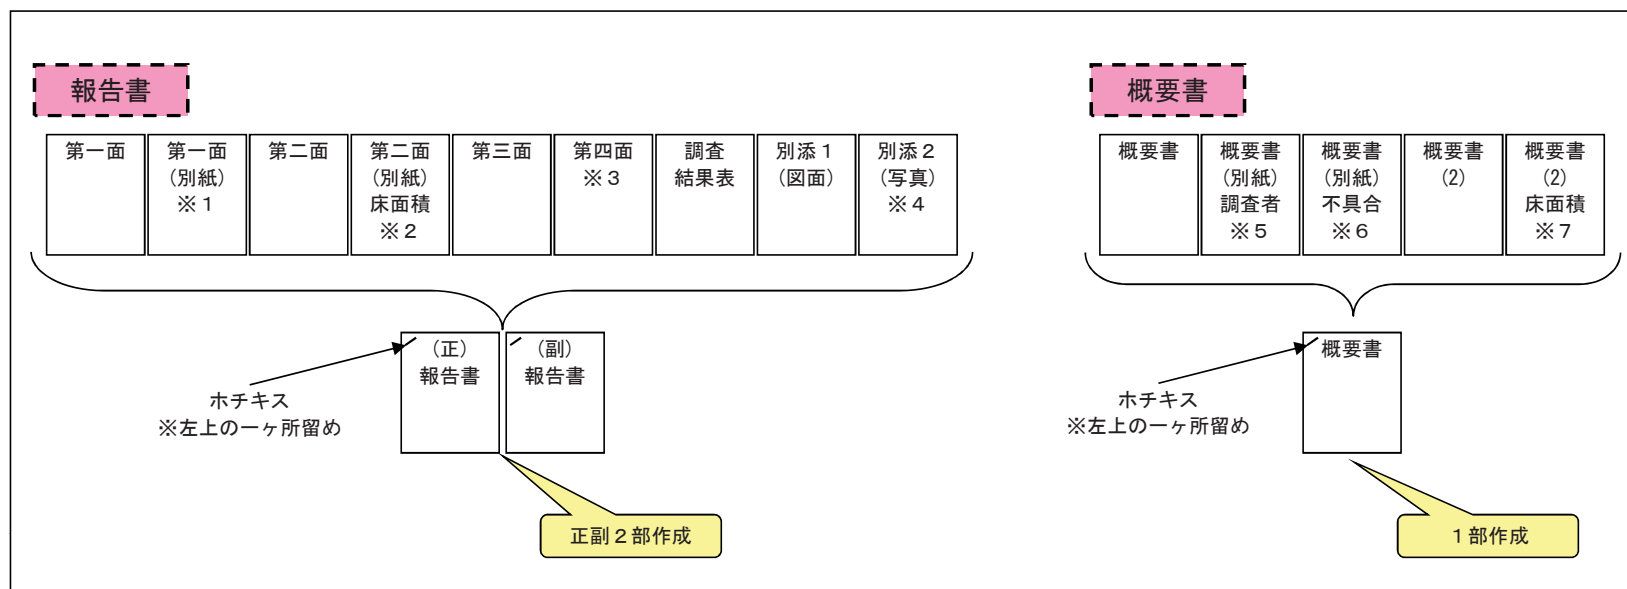 報告書
第一面
第一面
(別紙)
※１
第二面
第二面
(別紙)
床面積
※２
第三面
第四面
※３
調査
結果表
別添１
(図面)
別添２
(写真)
※４
(正)
報告書
(副)
報告書
ホチキス
※左上の一ヶ所留め
正副２部作成
概要書
概要書
概要書
(別紙)
調査者
※５
概要書
(別紙)
不具合
※６
概要書
(2)
概要書
(2)
床面積
※７
概要書
ホチキス
※左上の一ヶ所留め
１部作成